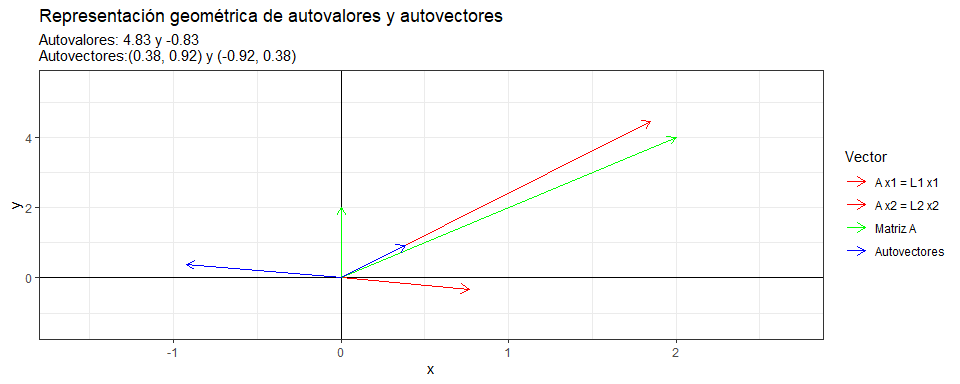 Representación geométrica de autovalores y autovectores
Autovalores: 4.83 y -0.83
Autovectores:(0.38, 0.92) y (-0.92, 0.38)
y
4
2
0
-1
0
1
2
x
Vector
A x1 = L1 x1
A x2 = L2 x2
Matriz A
Autovectores